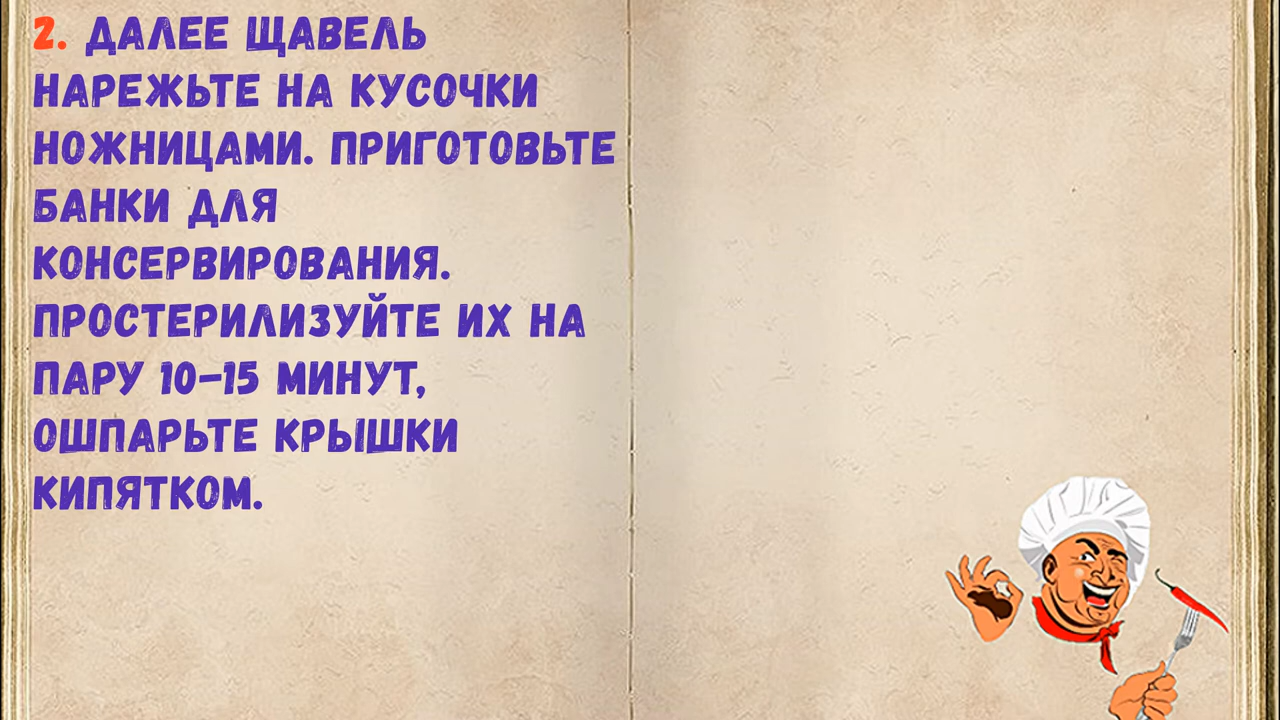 2. ДАЛЕЕ ЩАВЕЛЬ
НАРЕЖЬТЕ НА КУСОЧКИ
НОЖНИЦАМИ. ПРИГОТОВЬТЕ
БАНКИ ДЛЯ
КОНСЕРВИРОВАНИЯ.
ПРОСТЕРИЛИЗУЙТЕ ИХ НА
ПАРУ 10-15 МИНУТ,
ОШПАРЬТЕ КРЫШКИ
КИПЯТКОМ.